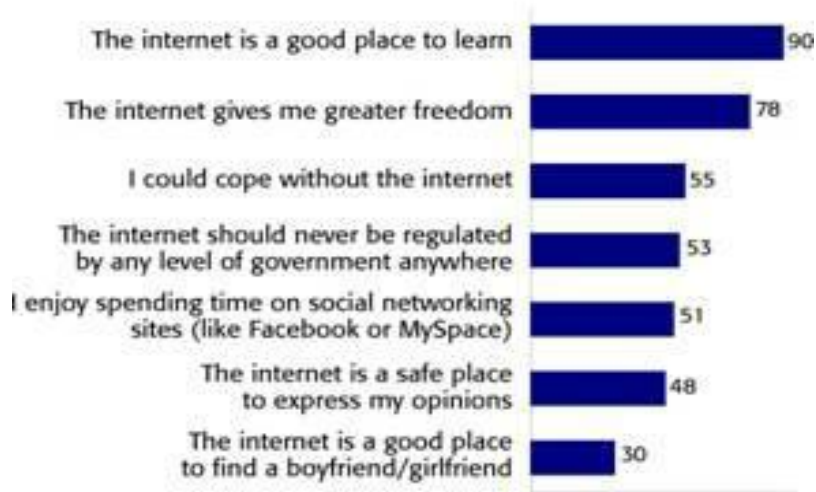 The internet is a good place to learn 90
The internet gives me greater freedom 78
I could cope without the internet 55
The internet should never be regulated
by any level of government anywhere 53
I enjoy spending time on social networking
sites (like Facebook or MySpace) 51
The internet is a safe place
to express my opinions 48
The internet is a good place
to find a boyfriend/girlfriend 30